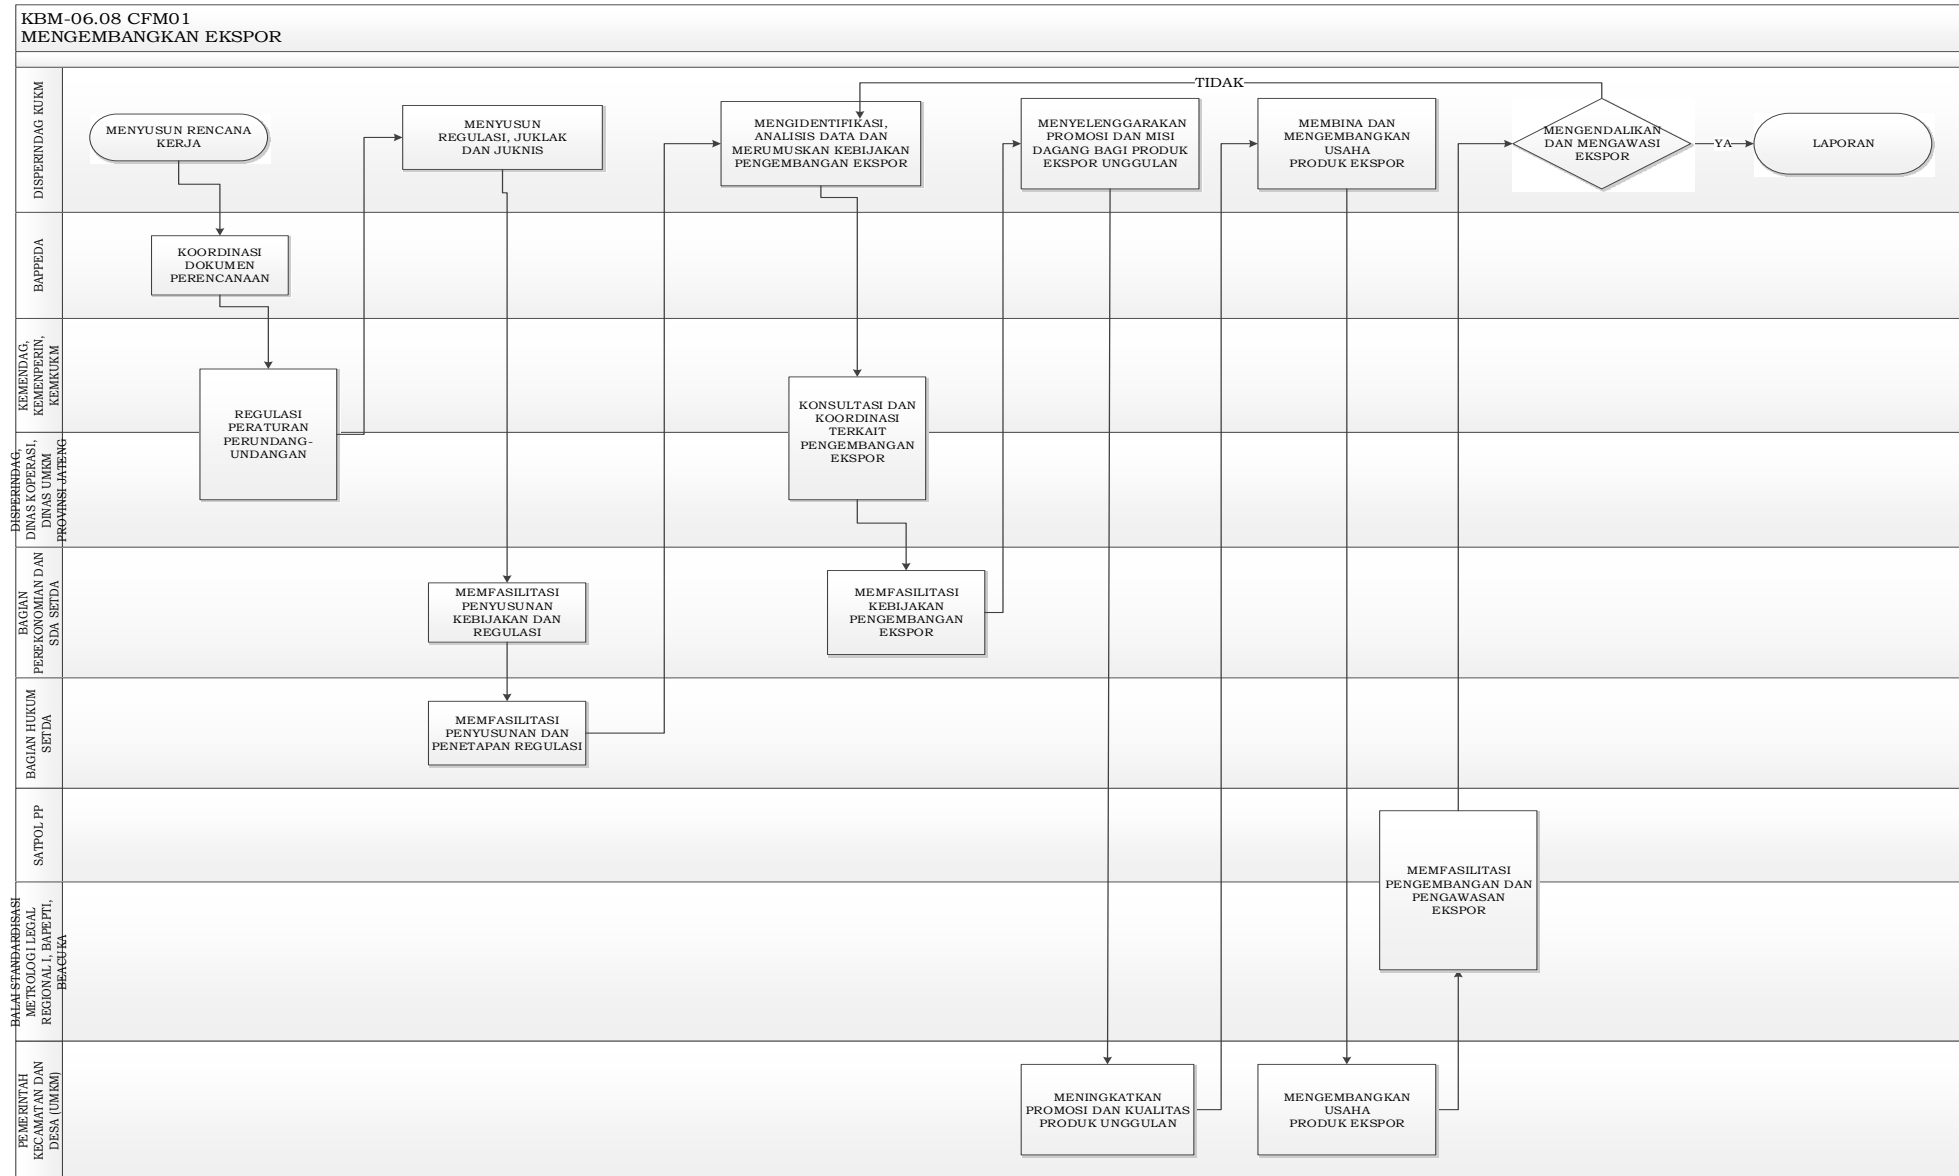 KBM-06.08 CFM01
MENGEMBANGKAN EKSPOR
DISPERINDAG KUKM
MENYUSUN RENCANA
KERJA
MENYUSUN
REGULASI, JUKLAK
DAN JUKNIS
MENGIDENTIFIKASI,
ANALISIS DATA DAN
MERUMUSKAN KEBIJAKAN
PENGEMBANGAN EKSPOR
MENYELENGGARAKAN
PROMOSI DAN MISI
DAGANG BAGI PRODUK
EKSPOR UNGGULAN
TIDAK
MEMBINA DAN
MENGEMBANGKAN
USAHA
PRODUK EKSPOR
MENGENDALIKAN
DAN MENGAWASI
EKSPOR
YA
LAPORAN
BAPPEDA
KOORDINASI
DOKUMEN
PERENCANAAN
KEMENDAG,
KEMENPERIN,
KEMKUKM
REGULASI
PERATURAN
PERUNDANG-
UNDANGAN
KONSULTASI DAN
KOORDINASI
TERKAIT
PENGEMBANGAN
EKSPOR
DISPERINDAG,
DINAS KOPERASI,
DINAS UMKM
PROVINSI JATENG
BAGIAN
PEREKONOMIAN DAN
SDA SETDA
MEMFASILITASI
PENYUSUNAN
KEBIJAKAN DAN
REGULASI
MEMFASILITASI
KEBIJAKAN
PENGEMBANGAN
EKSPOR
BAGIAN HUKUM
SETDA
MEMFASILITASI
PENYUSUNAN DAN
PENETAPAN REGULASI
SATPOL PP
MEMFASILITASI
PENGEMBANGAN DAN
PENGAWASAN
EKSPOR
BALAI STANDARDISASI
METROLOGI LEGAL
REGIONAL I, BAPEPTI,
BEACUKA
PEMERINTAH
KECAMATAN DAN
DESA (UMKM)
MENINGKATKAN
PROMOSI DAN KUALITAS
PRODUK UNGGULAN
MENGEMBANGKAN
USAHA
PRODUK EKSPOR